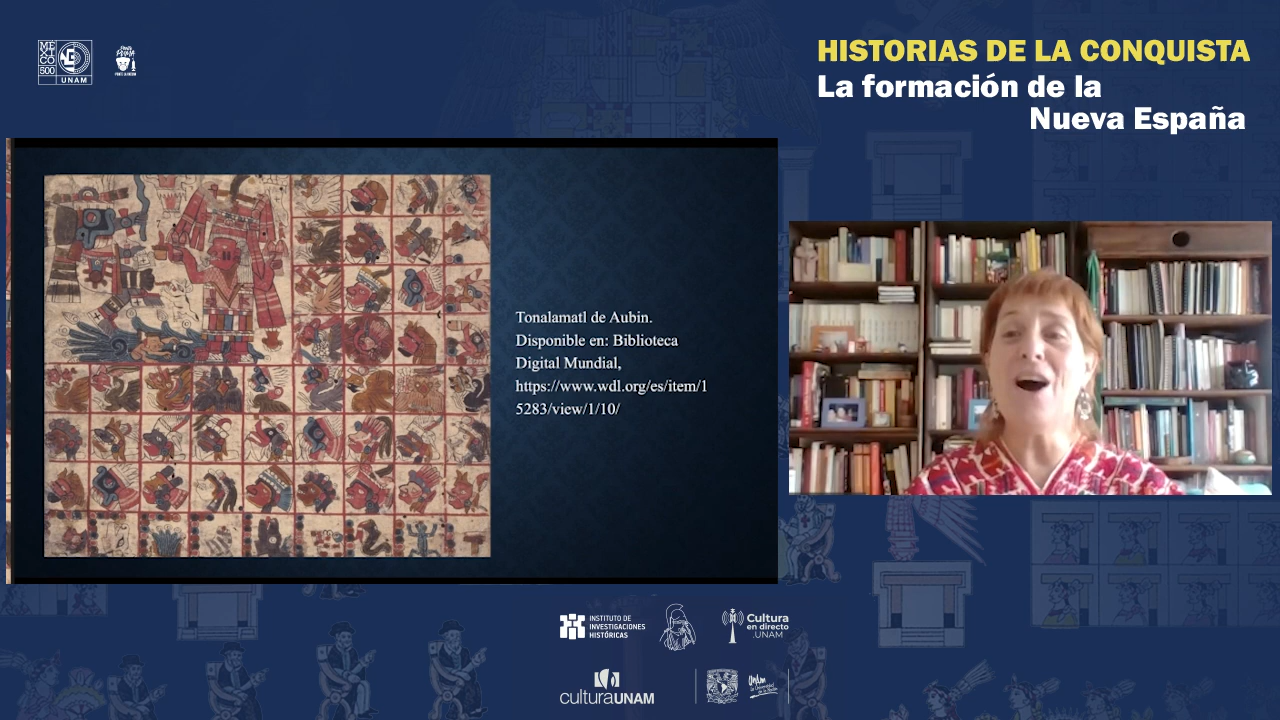 MÉXICO 500
UNAM
HISTORIAS DE LA CONQUISTA
La formación de la
Nueva España
Tonalamatl de Aubin.
Disponible en: Biblioteca
Digital Mundial,
https://www.wdl.org/es/item/1
5283/view/1/10/
INSTITUTO DE
INVESTIGACIONES
HISTÓRICAS
Cultura
en directo
.UNAM
culturaUNAM